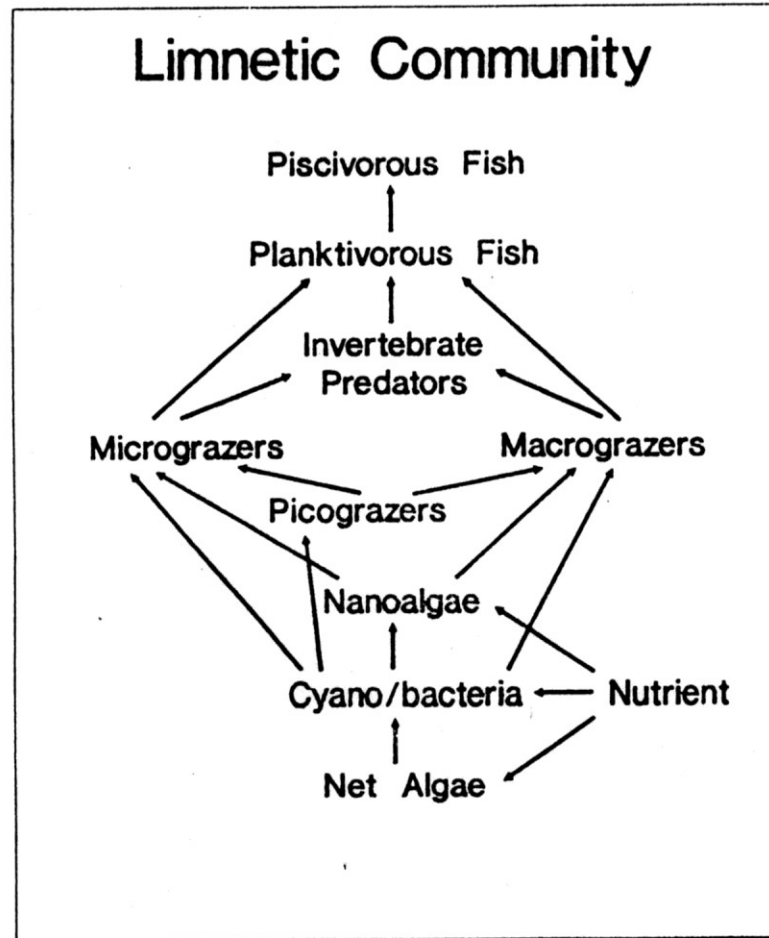 Limnetic Community
Piscivorous Fish
Planktivorous Fish
Invertebrate
Predators
Micrograzers
Macrograzers
Picograzers
Nanoalgae
Cyano/bacteria
Nutrient
Net Algae